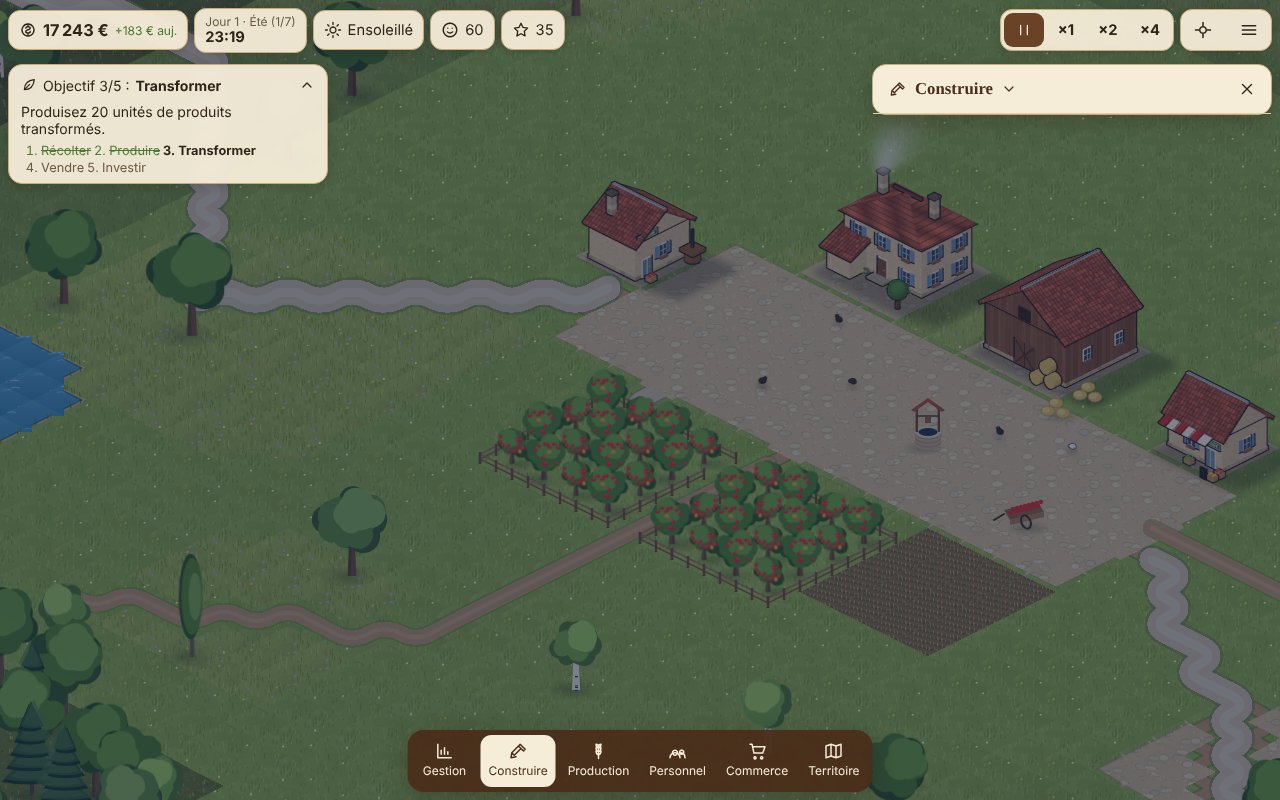 17 243 € +183 € auj.
Jour 1 · Été (1/7)
23:19
Ensoleillé
60
35
×1 ×2 ×4
Objectif 3/5 : Transformer
Produisez 20 unités de produits
transformés.
1. Récolter 2. Produire 3. Transformer
4. Vendre 5. Investir
Construire
Gestion
Construire
Production
Personnel
Commerce
Territoire